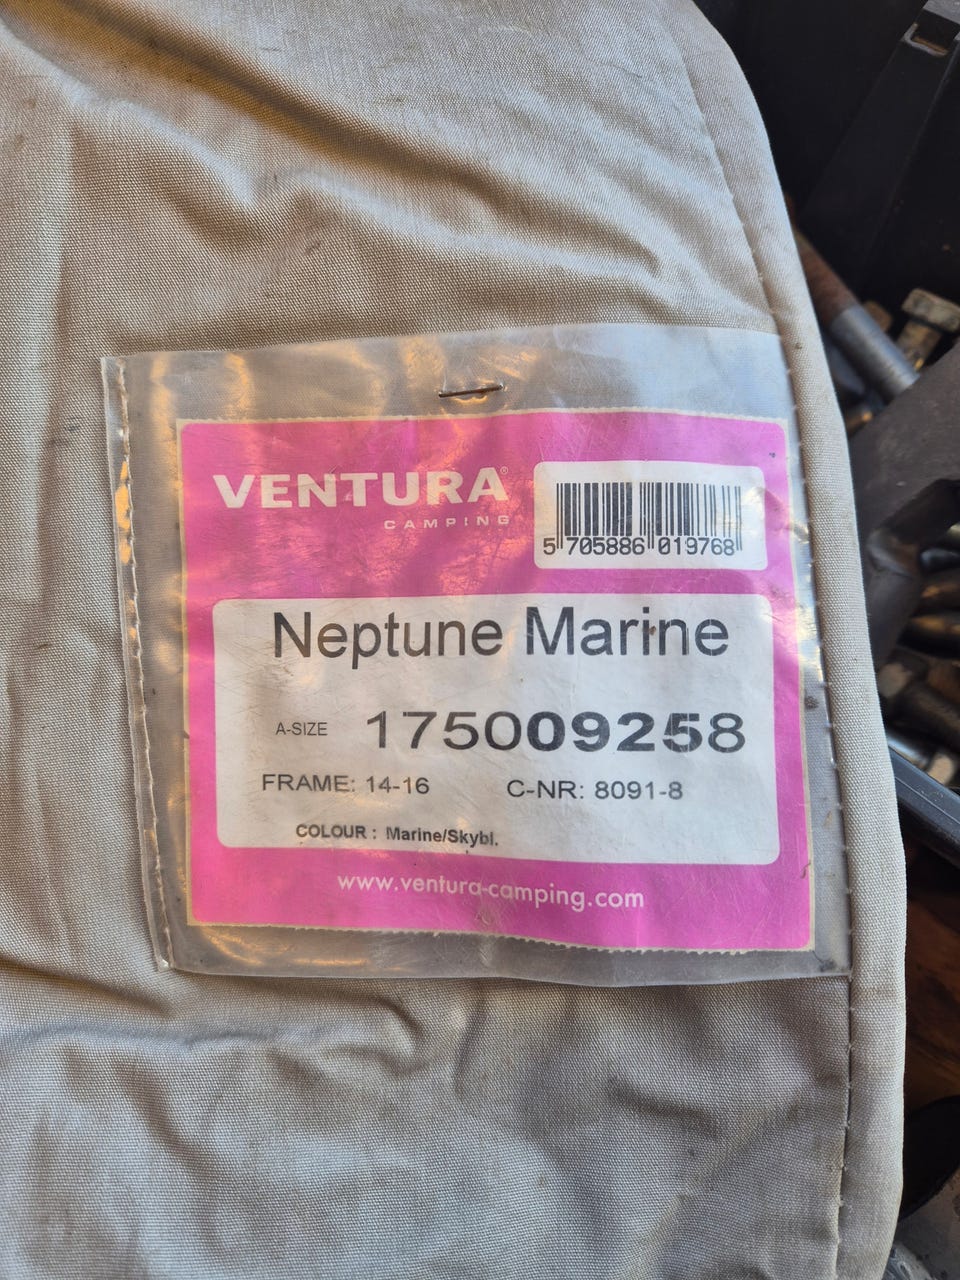 VENTURA®
CAMPING
5 705886 019768
Neptune Marine
A-SIZE 175009258
FRAME: 14-16 C-NR: 8091-8
COLOUR : Marine/Skybl.
www.ventura-camping.com